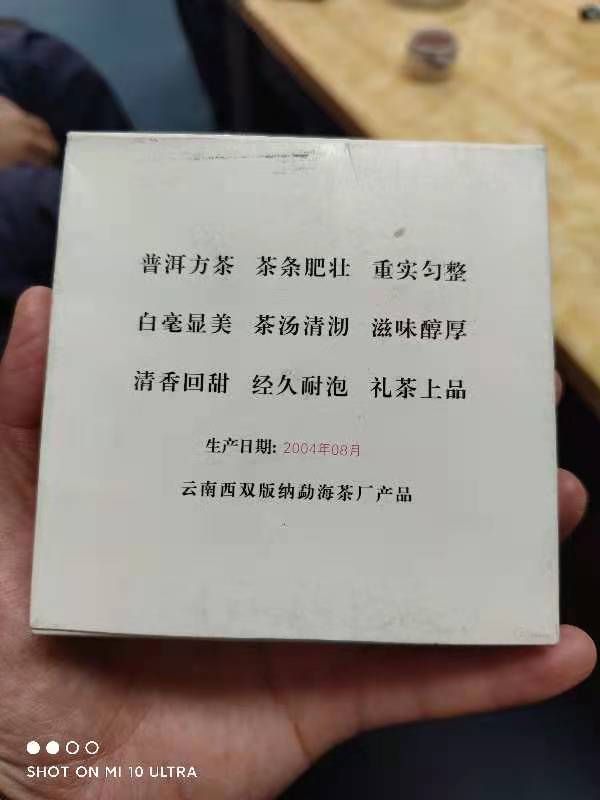 普洱方茶 茶条肥壮 重实匀整
白毫显美 茶汤清沏 滋味醇厚
清香回甜 经久耐泡 礼茶上品
生产日期: 2004年08月
云南西双版纳勐海茶厂产品
SHOT ON MI 10 ULTRA